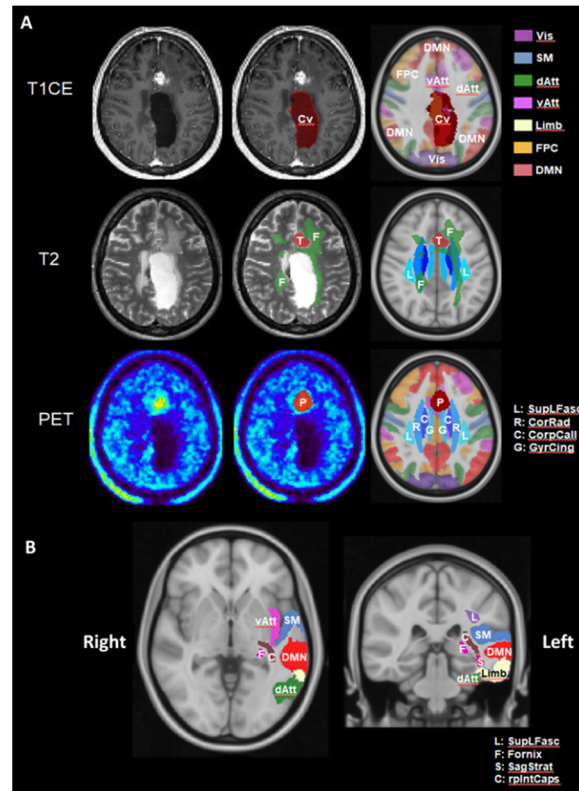 A
T1CE
Cv
DMN
FPC
vAtt
dAtt
Cv
DMN
DMN
Vis
Vis
SM
dAtt
vAtt
Limb
FPC
DMN
T2
T
F
F
T
F
L
L
F
PET
P
P
C
C
R
G
G
R
L
L
L: SupLFasc
R: CorRad
C: CorpCall
G: GyrCing
B
Right
vAtt
SM
F
C
DMN
dAtt
L
C
SM
F
DMN
S
dAtt
Limb
Left
L: SupLFasc
F: Fornix
S: SagStrat
C: rpIntCaps